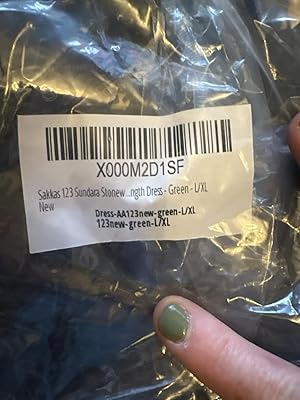 X000M2D1SF
Sakkas 123 Sundara Stonew...ngth Dress - Green - L/XL
New
Dress-AA123new-green-L/XL
123new-green-L/XL